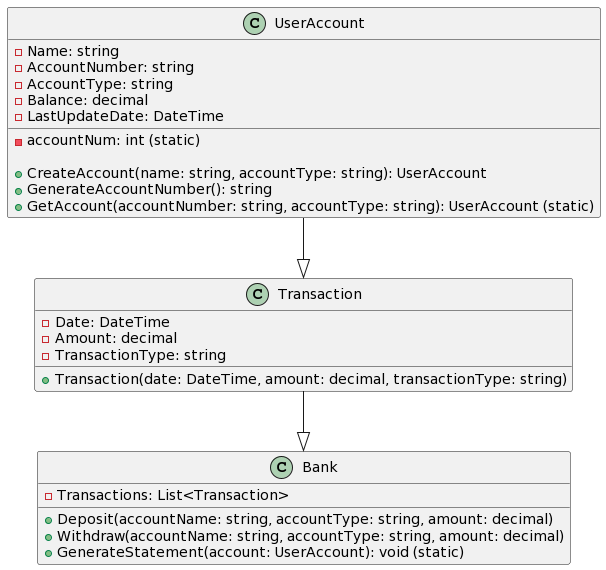 C UserAccount
Name: string
AccountNumber: string
AccountType: string
Balance: decimal
LastUpdateDate: DateTime
accountNum: int (static)
CreateAccount(name: string, accountType: string): UserAccount
GenerateAccountNumber(): string
GetAccount(accountNumber: string, accountType: string): UserAccount (static)
C Transaction
Date: DateTime
Amount: decimal
TransactionType: string
Transaction(date: DateTime, amount: decimal, transactionType: string)
C Bank
Transactions: List<Transaction>
Deposit(accountName: string, accountType: string, amount: decimal)
Withdraw(accountName: string, accountType: string, amount: decimal)
GenerateStatement(account: UserAccount): void (static)